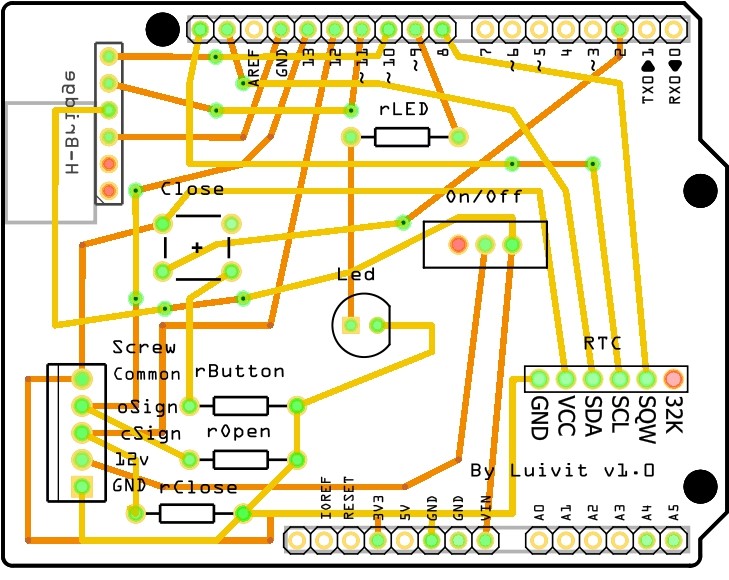 AREF
GND
13
12
~11
~10
~9
8
7
~6
~5
4
~3
2
TX0 1
RX0 0
H-Bridge
rLED
Close
On/Off
+
Led
RTC
Screw
Common
oSign
cSign
12v
GND
rButton
rOpen
rClose
GND
VCC
SDA
SCL
SQW
32K
By Luivit v1.0
IOREF
RESET
3V3
5V
GND
GND
VIN
A0
A1
A2
A3
A4
A5